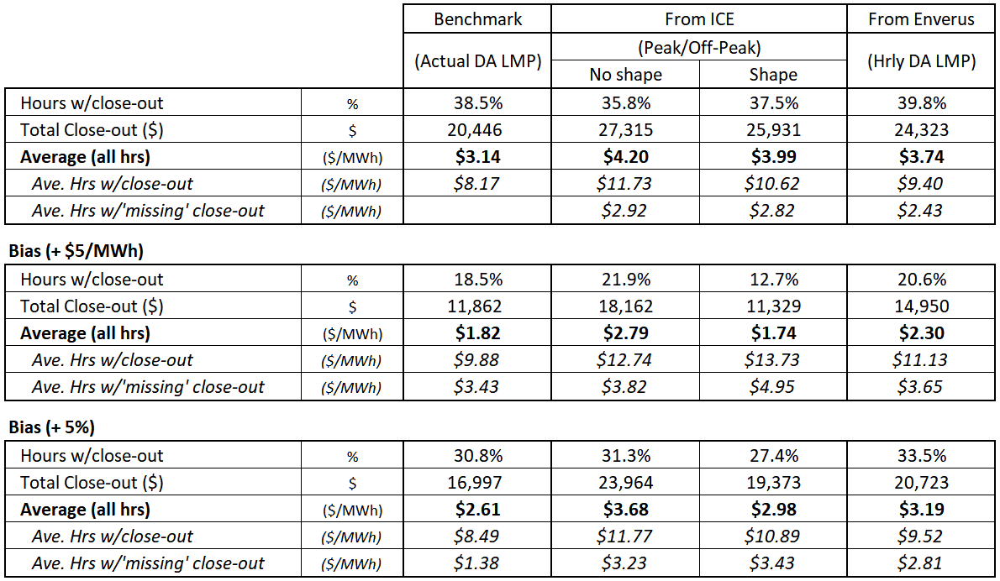 Benchmark From ICE From Enverus
(Actual DA LMP) (Peak/Off-Peak) (Hrly DA LMP)
No shape Shape
Hours w/close-out % 38.5% 35.8% 37.5% 39.8%
Total Close-out ($) $ 20,446 27,315 25,931 24,323
Average (all hrs) ($/MWh) $3.14 $4.20 $3.99 $3.74
Ave. Hrs w/close-out ($/MWh) $8.17 $11.73 $10.62 $9.40
Ave. Hrs w/'missing' close-out ($/MWh) $2.92 $2.82 $2.43
Bias (+ $5/MWh)
Hours w/close-out % 18.5% 21.9% 12.7% 20.6%
Total Close-out ($) $ 11,862 18,162 11,329 14,950
Average (all hrs) ($/MWh) $1.82 $2.79 $1.74 $2.30
Ave. Hrs w/close-out ($/MWh) $9.88 $12.74 $13.73 $11.13
Ave. Hrs w/'missing' close-out ($/MWh) $3.43 $3.82 $4.95 $3.65
Bias (+ 5%)
Hours w/close-out % 30.8% 31.3% 27.4% 33.5%
Total Close-out ($) $ 16,997 23,964 19,373 20,723
Average (all hrs) ($/MWh) $2.61 $3.68 $2.98 $3.19
Ave. Hrs w/close-out ($/MWh) $8.49 $11.77 $10.89 $9.52
Ave. Hrs w/'missing' close-out ($/MWh) $1.38 $3.23 $3.43 $2.81